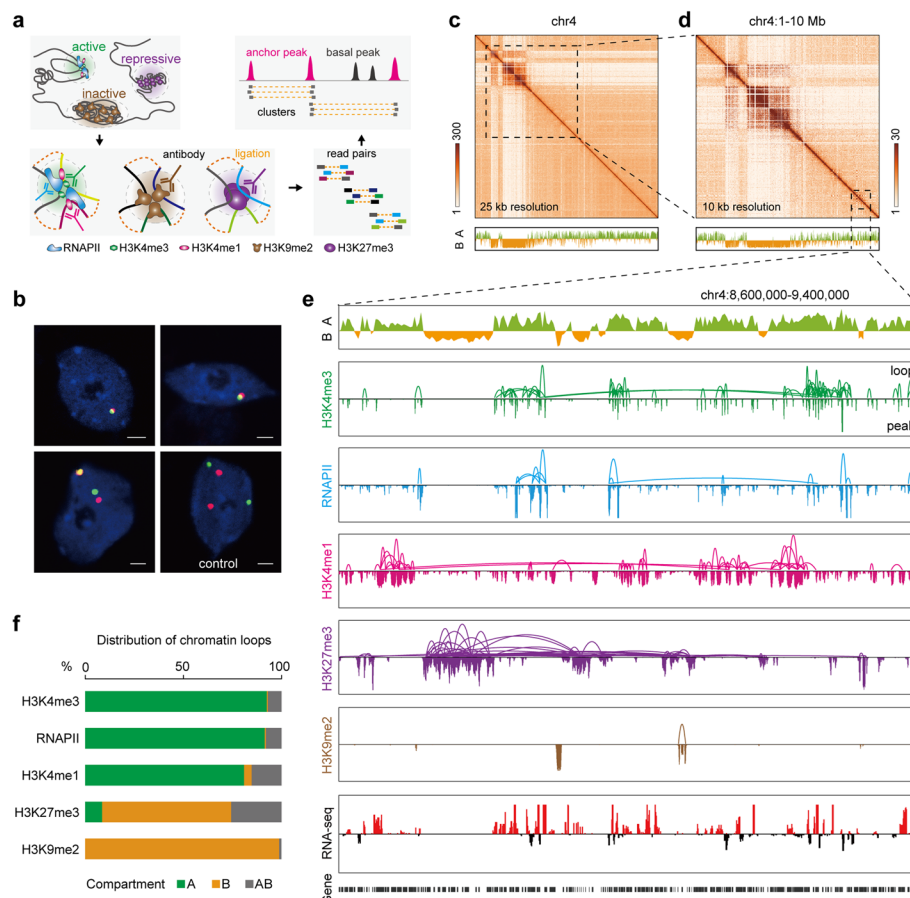 a
active
repressive
inactive
anchor peak
basal peak
clusters
antibody
ligation
read pairs
RNAPII
H3K4me3
H3K4me1
H3K9me2
H3K27me3
b
control
c
chr4
1
300
25 kb resolution
B A
d
chr4:1-10 Mb
1
30
10 kb resolution
B A
e
chr4:8,600,000-9,400,000
B A
H3K4me3
loop
peak
RNAPII
H3K4me1
H3K27me3
H3K9me2
RNA-seq
f
Distribution of chromatin loops
% 0 50 100
H3K4me3
RNAPII
H3K4me1
H3K27me3
H3K9me2
Compartment A B AB